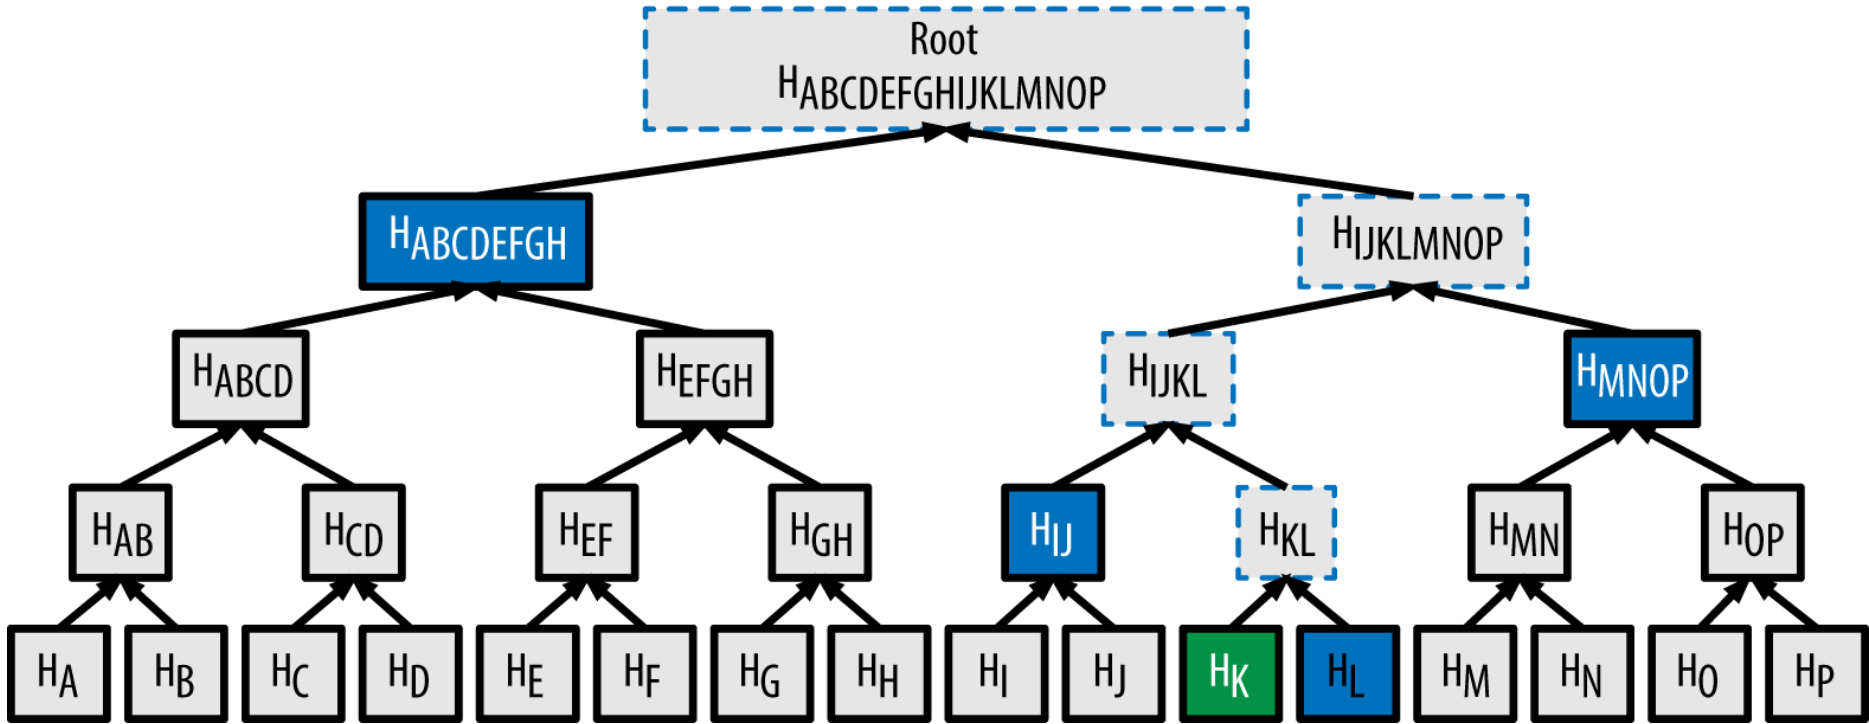 Root
HABCDEFGHIJKLMNOP
HABCDEFGH
HIJKLMNOP
HABCD
HEFGH
HIJKL
HMNOP
HAB
HCD
HEF
HGH
HIJ
HKL
HMN
HOP
HA
HB
HC
HD
HE
HF
HG
HH
HI
HJ
HK
HL
HM
HN
HO
HP